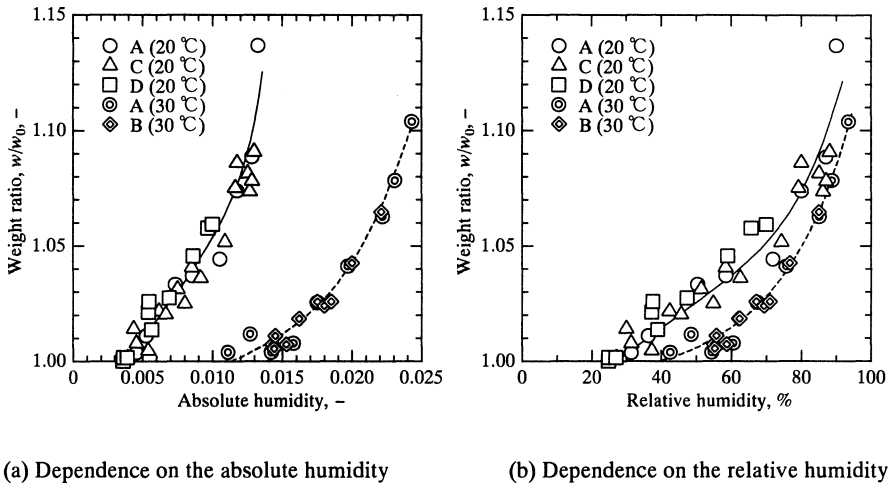 1.15
1.10
1.05
1.00
Weight ratio, w/w₀, –
A (20 ℃)
C (20 ℃)
D (20 ℃)
A (30 ℃)
B (30 ℃)
0 0.005 0.010 0.015 0.020 0.025
Absolute humidity, –
1.15
1.10
1.05
1.00
Weight ratio, w/w₀, –
A (20 ℃)
C (20 ℃)
D (20 ℃)
A (30 ℃)
B (30 ℃)
0 20 40 60 80 100
Relative humidity, %
(a) Dependence on the absolute humidity
(b) Dependence on the relative humidity